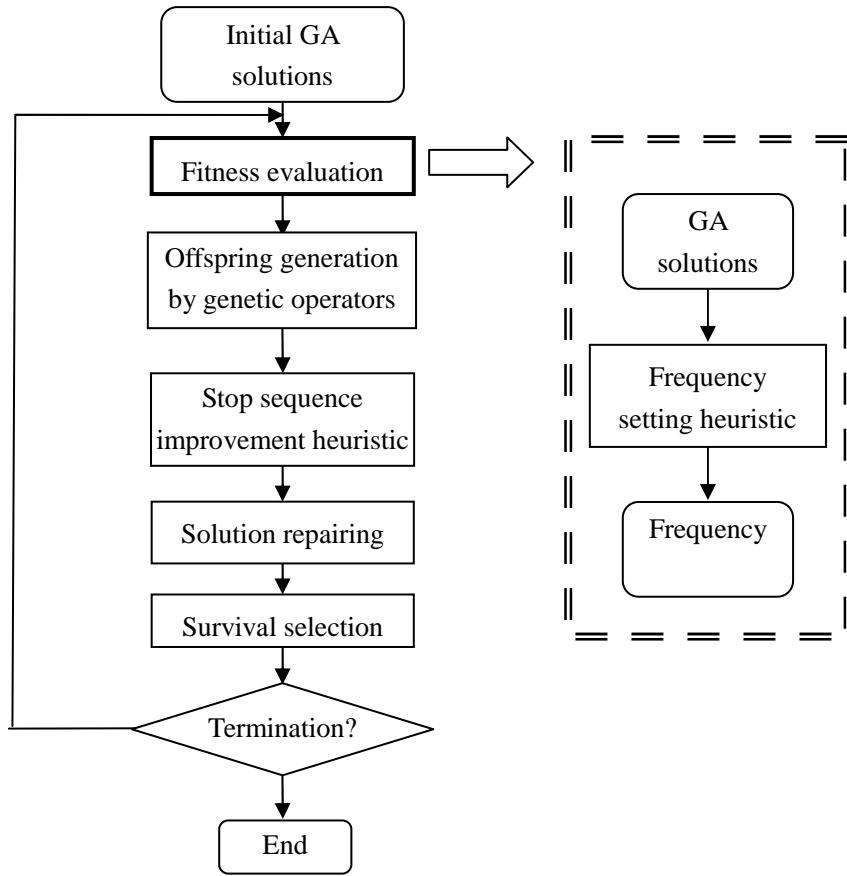 Initial GA
solutions
Fitness evaluation
Offspring generation
by genetic operators
Stop sequence
improvement heuristic
Solution repairing
Survival selection
Termination?
End
GA
solutions
Frequency
setting heuristic
Frequency